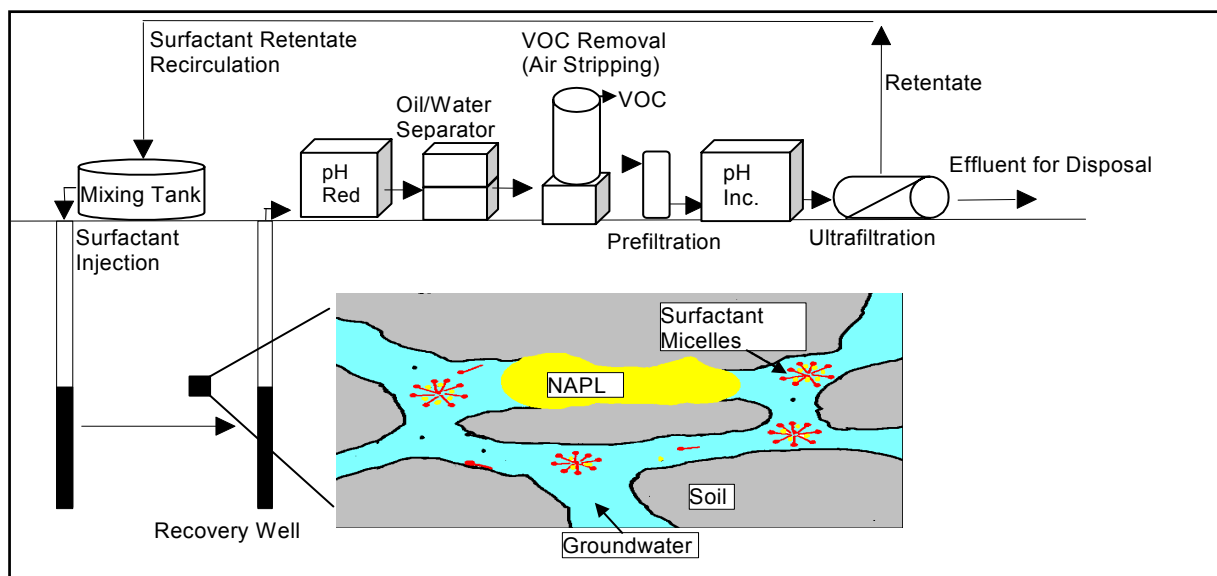 Surfactant Retentate
Recirculation
VOC Removal
(Air Stripping)
VOC
Retentate
Oil/Water
Separator
Mixing Tank
pH
Red
pH
Inc.
Effluent for Disposal
Surfactant
Injection
Prefiltration
Ultrafiltration
Surfactant
Micelles
NAPL
Soil
Recovery Well
Groundwater